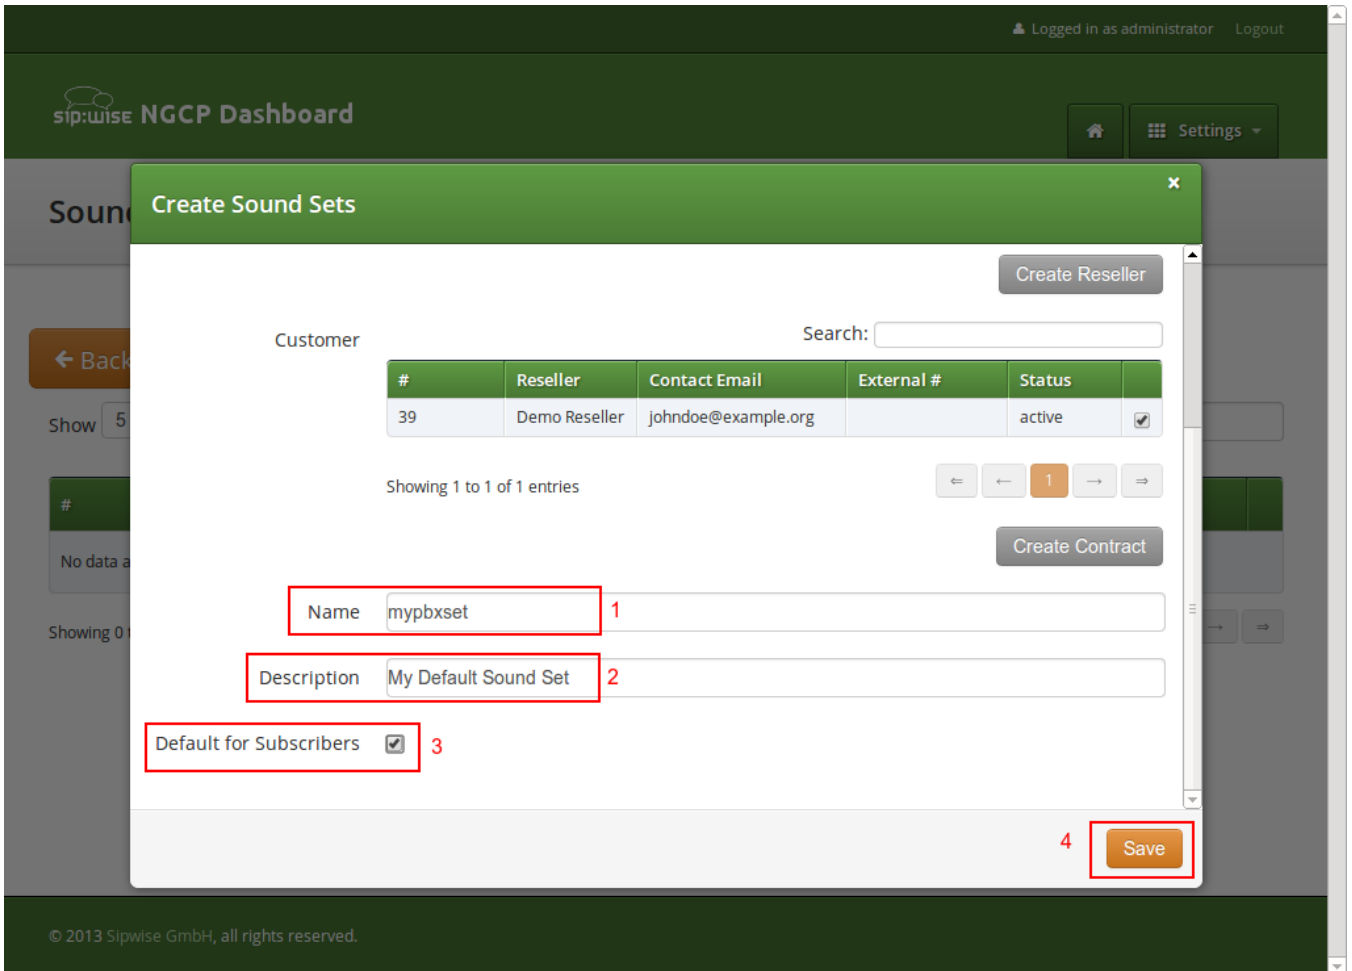 Logged in as administrator Logout
sip:wise NGCP Dashboard
Settings
Soun
Create Sound Sets
×
Create Reseller
Back
Customer
Search:
Show 5
# Reseller Contact Email External # Status
39 Demo Reseller johndoe@example.org active
#
Showing 1 to 1 of 1 entries
⇐ ← 1 → ⇒
No data a
Create Contract
Name mypbxset 1
Showing 0 t
→ ⇒
Description My Default Sound Set 2
Default for Subscribers 3
4 Save
© 2013 Sipwise GmbH, all rights reserved.